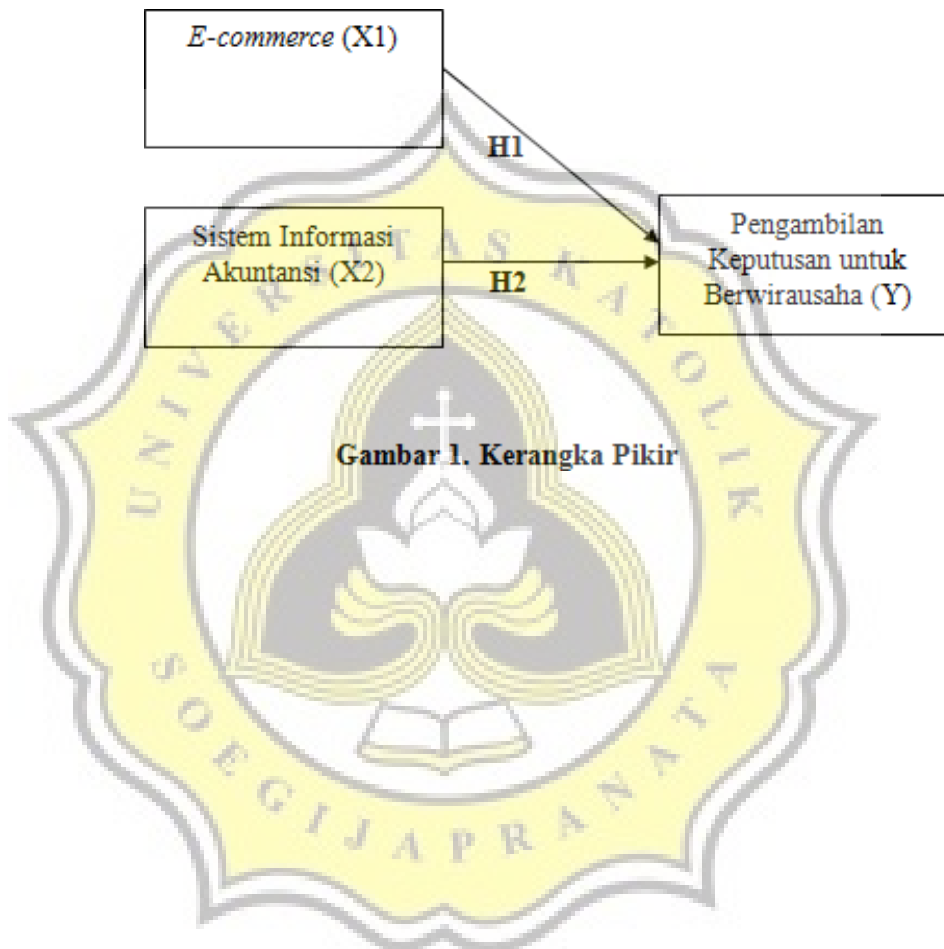 E-commerce (X1)
H1
Sistem Informasi
Akuntansi (X2)
H2
Pengambilan
Keputusan untuk
Berwirausaha (Y)
Gambar 1. Kerangka Pikir
UNIVERSITAS KATOLIK
SOEGIJAPRANATA